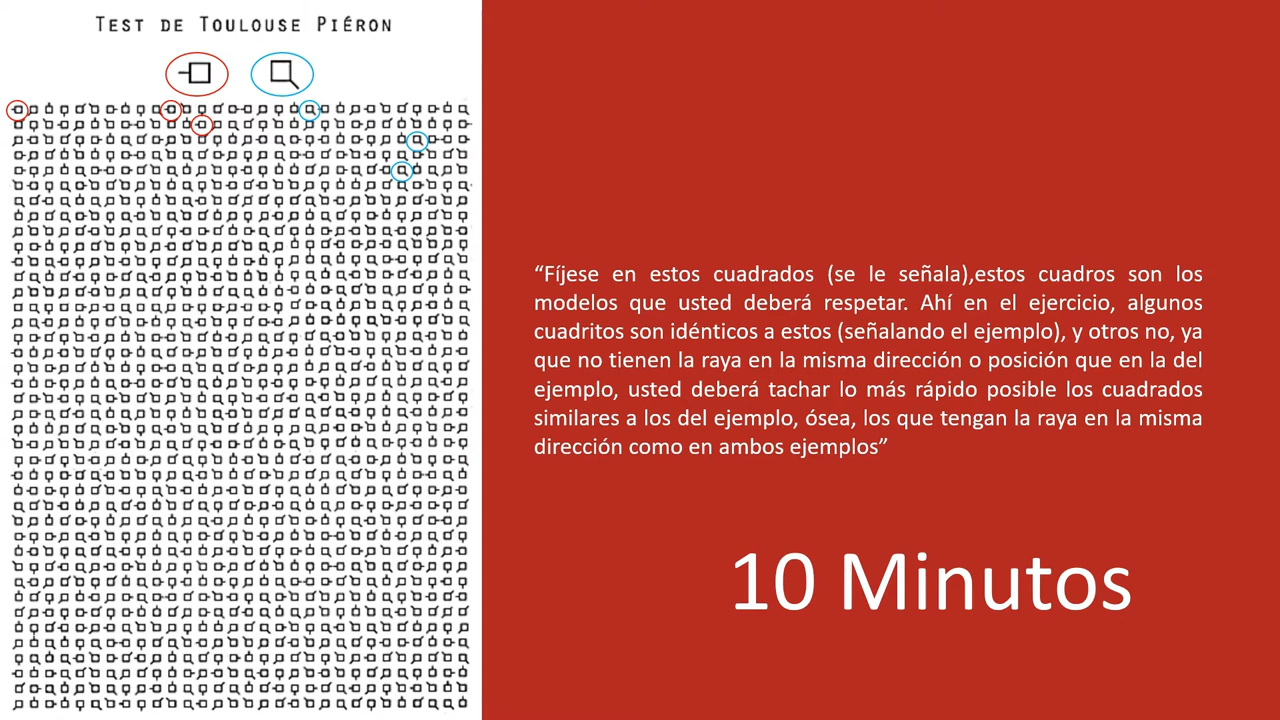 TEST DE TOULOUSE PIÉRON
“Fíjese en estos cuadrados (se le señala),estos cuadros son los
modelos que usted deberá respetar. Ahí en el ejercicio, algunos
cuadritos son idénticos a estos (señalando el ejemplo), y otros no, ya
que no tienen la raya en la misma dirección o posición que en la del
ejemplo, usted deberá tachar lo más rápido posible los cuadrados
similares a los del ejemplo, ósea, los que tengan la raya en la misma
dirección como en ambos ejemplos”
10 Minutos